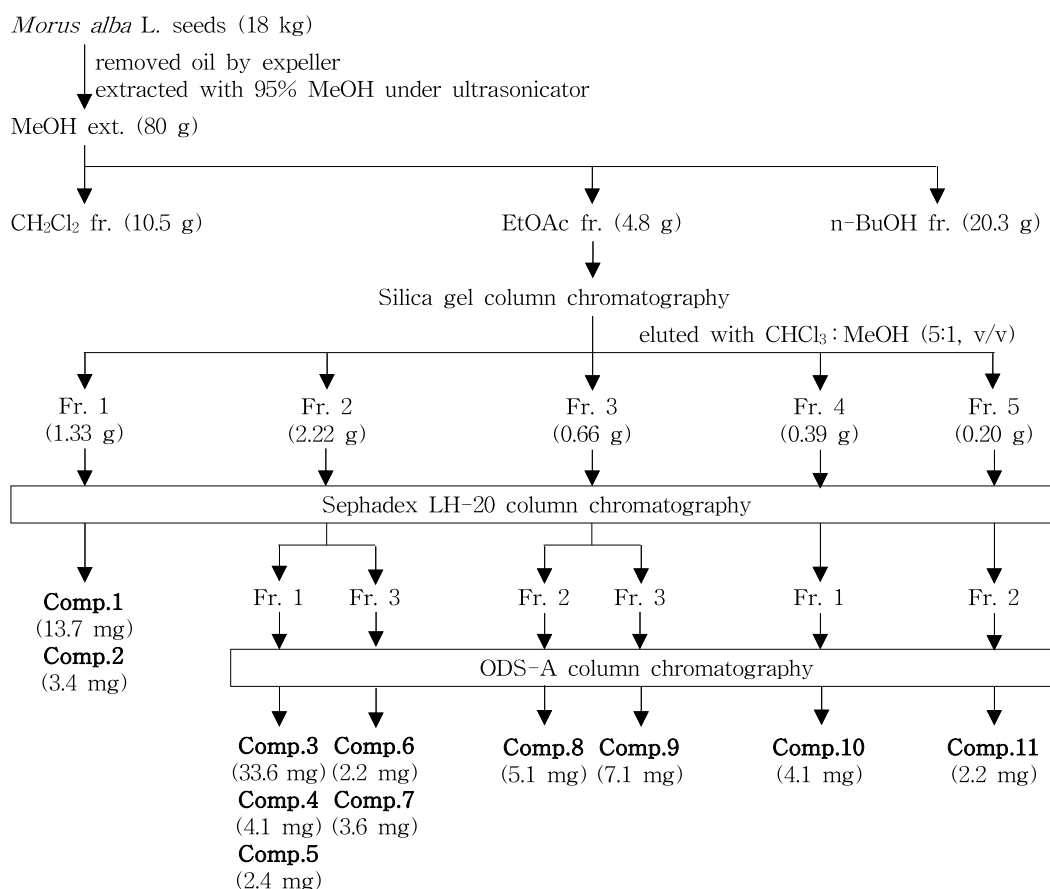 Morus alba L. seeds (18 kg)
removed oil by expeller
extracted with 95% MeOH under ultrasonicator
MeOH ext. (80 g)
CH₂Cl₂ fr. (10.5 g) EtOAc fr. (4.8 g) n-BuOH fr. (20.3 g)
Silica gel column chromatography
eluted with CHCl₃ : MeOH (5:1, v/v)
Fr. 1 Fr. 2 Fr. 3 Fr. 4 Fr. 5
(1.33 g) (2.22 g) (0.66 g) (0.39 g) (0.20 g)
Sephadex LH-20 column chromatography
Fr. 1 Fr. 3 Fr. 2 Fr. 3 Fr. 1 Fr. 2
Comp.1
(13.7 mg)
Comp.2
(3.4 mg)
ODS-A column chromatography
Comp.3 Comp.6 Comp.8 Comp.9 Comp.10 Comp.11
(33.6 mg) (2.2 mg) (5.1 mg) (7.1 mg) (4.1 mg) (2.2 mg)
Comp.4 Comp.7
(4.1 mg) (3.6 mg)
Comp.5
(2.4 mg)